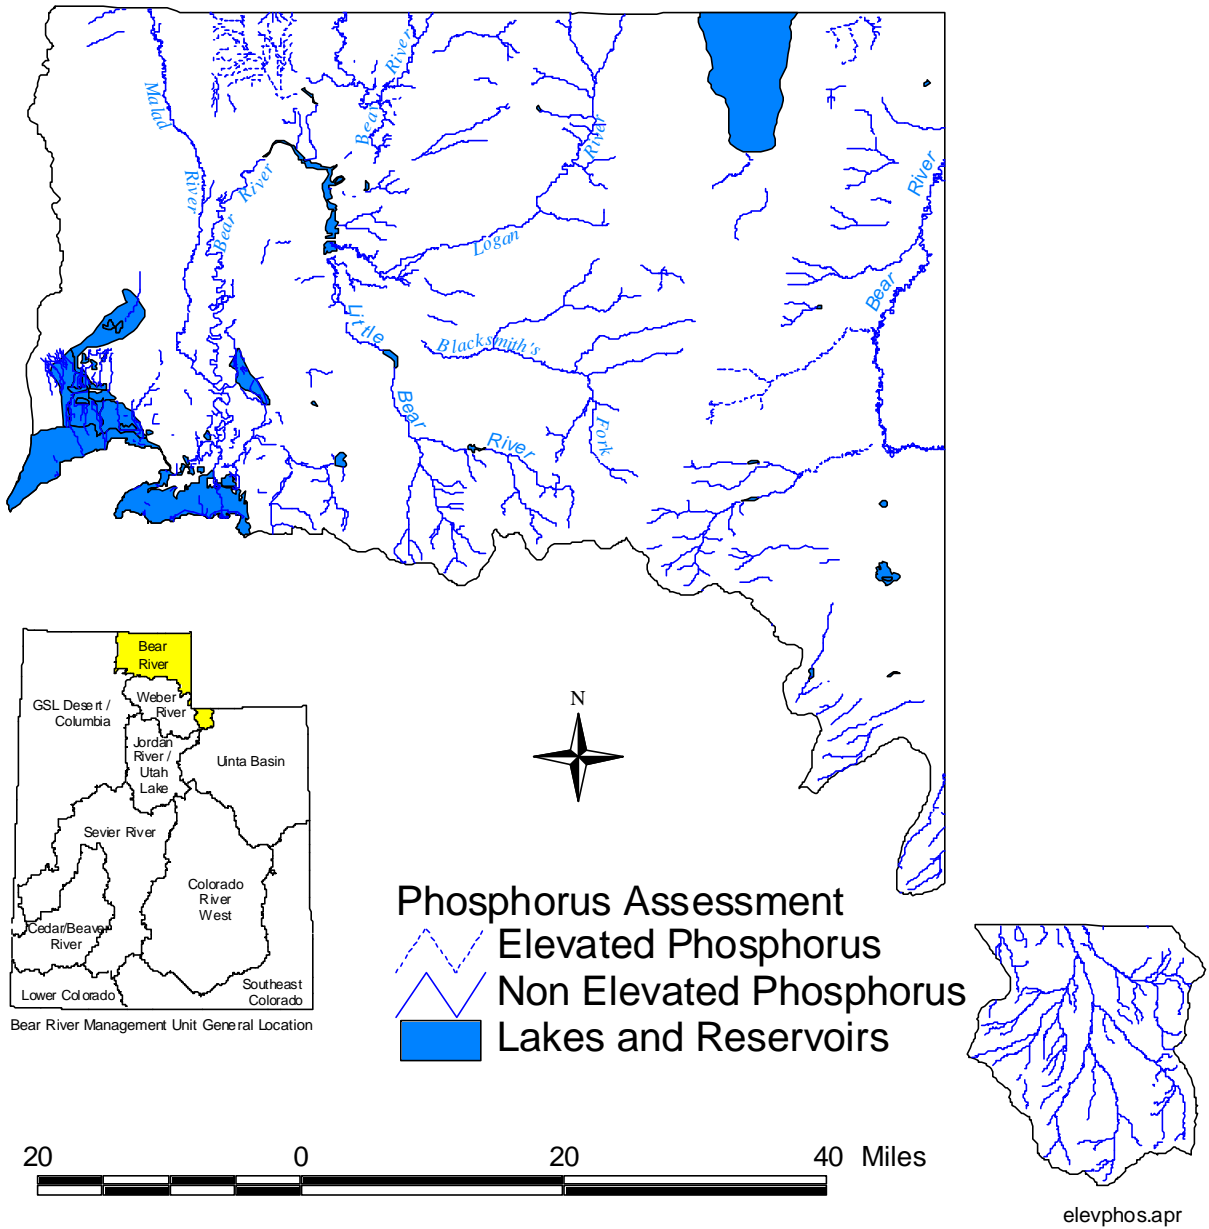 Malad
River
Bear
River
Bear
River
River
Logan
River
Bear
River
Little
Bear
River
Blacksmith's
Fork
Bear
River
GSL Desert /
Columbia
Weber
River
Jordan
River /
Utah
Lake
Uinta Basin
Sevier River
Colorado
River
West
Cedar/Beaver
River
Lower Colorado
Southeast
Colorado
Bear River Management Unit General Location
N
Phosphorus Assessment
Elevated Phosphorus
Non Elevated Phosphorus
Lakes and Reservoirs
20 0 20 40 Miles
elevphos.apr